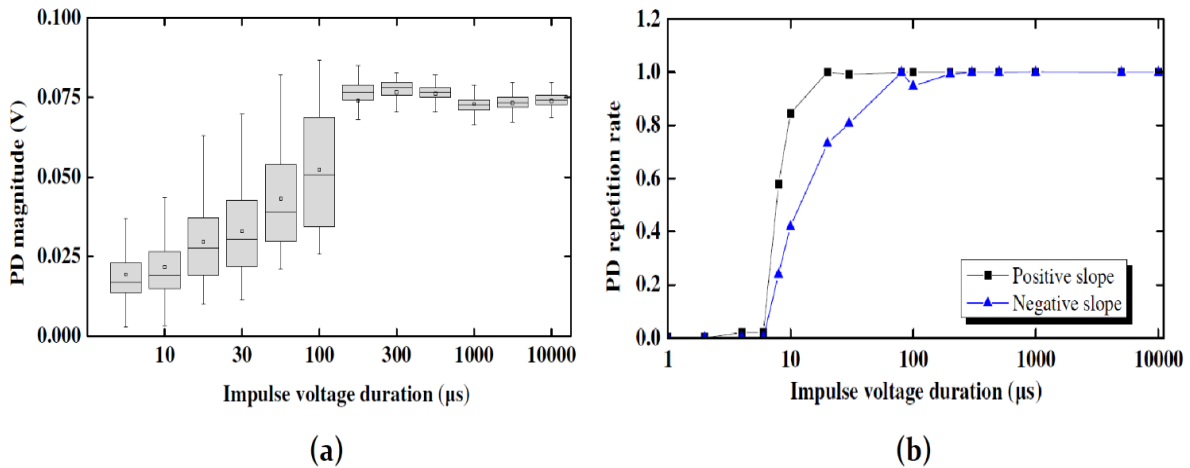 0.100
0.075
0.050
0.025
0.000
PD magnitude (V)
10 30 100 300 1000 10000
Impulse voltage duration (µs)
(a)
1.2
1.0
0.8
0.6
0.4
0.2
0.0
PD repetition rate
Positive slope
Negative slope
1 10 100 1000 10000
Impulse voltage duration (µs)
(b)